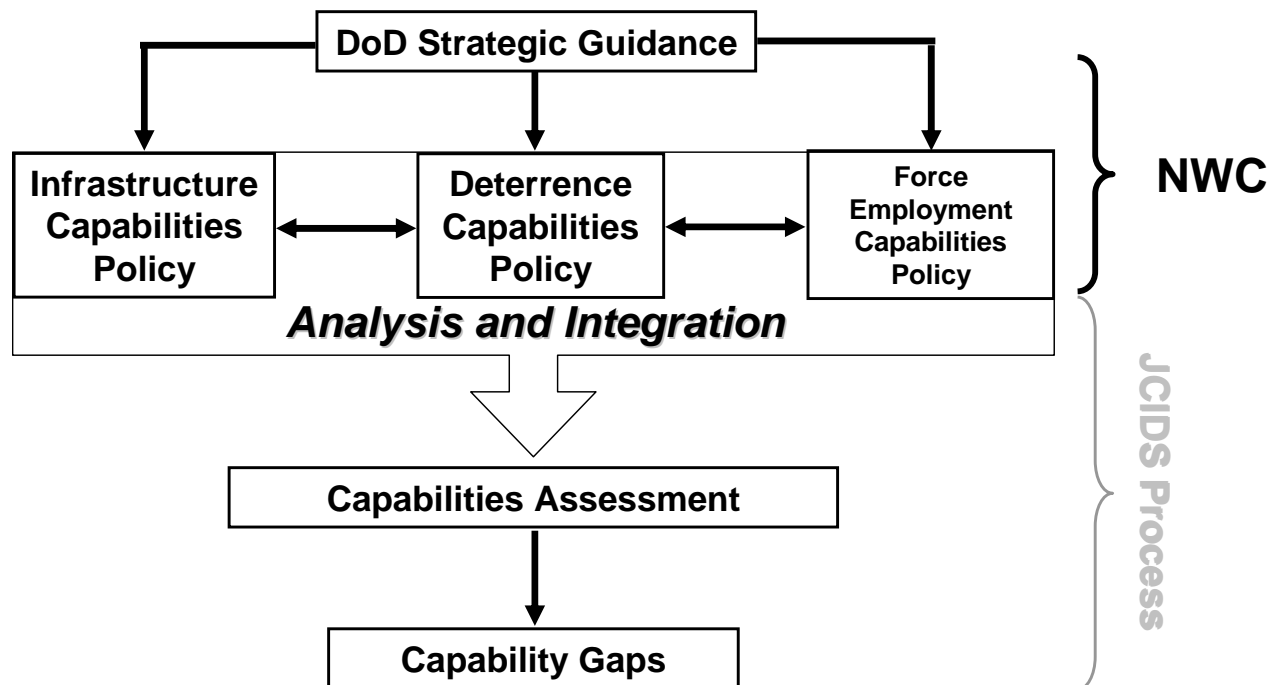 DoD Strategic Guidance
Infrastructure
Capabilities
Policy
Deterrence
Capabilities
Policy
Force
Employment
Capabilities
Policy
NWC
Analysis and Integration
JCIDS Process
Capabilities Assessment
Capability Gaps